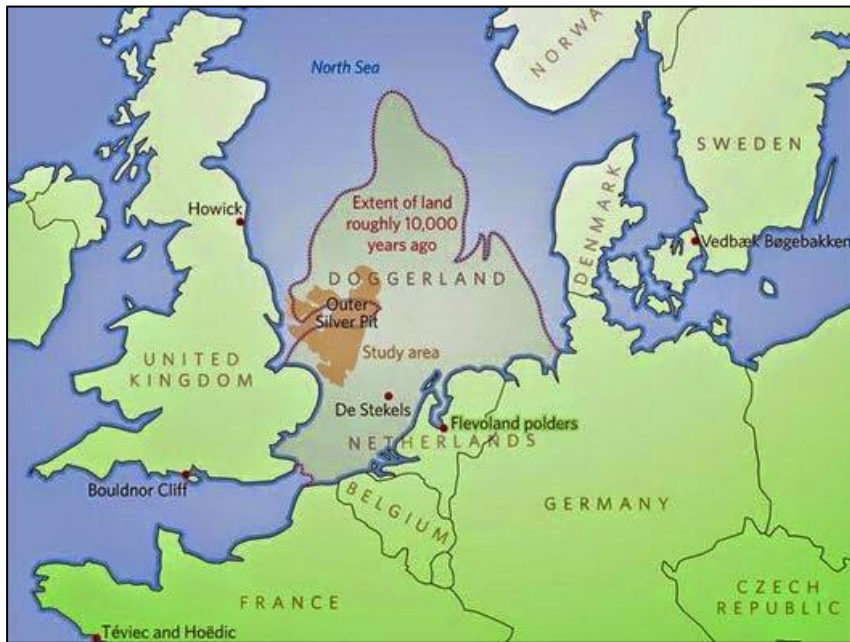 NORWA
North Sea
SWEDEN
Extent of land
roughly 10,000
years ago
Howick
DENMARK
Vedbæk Bøgebakken
DOGGERLAND
Outer
Silver Pit
Study area
UNITED
KINGDOM
De Stekels
Flevoland polders
NETHERLANDS
Bouldnor Cliff
BELGIUM
GERMANY
CZECH
REPUBLIC
FRANCE
Téviec and Hoëdic